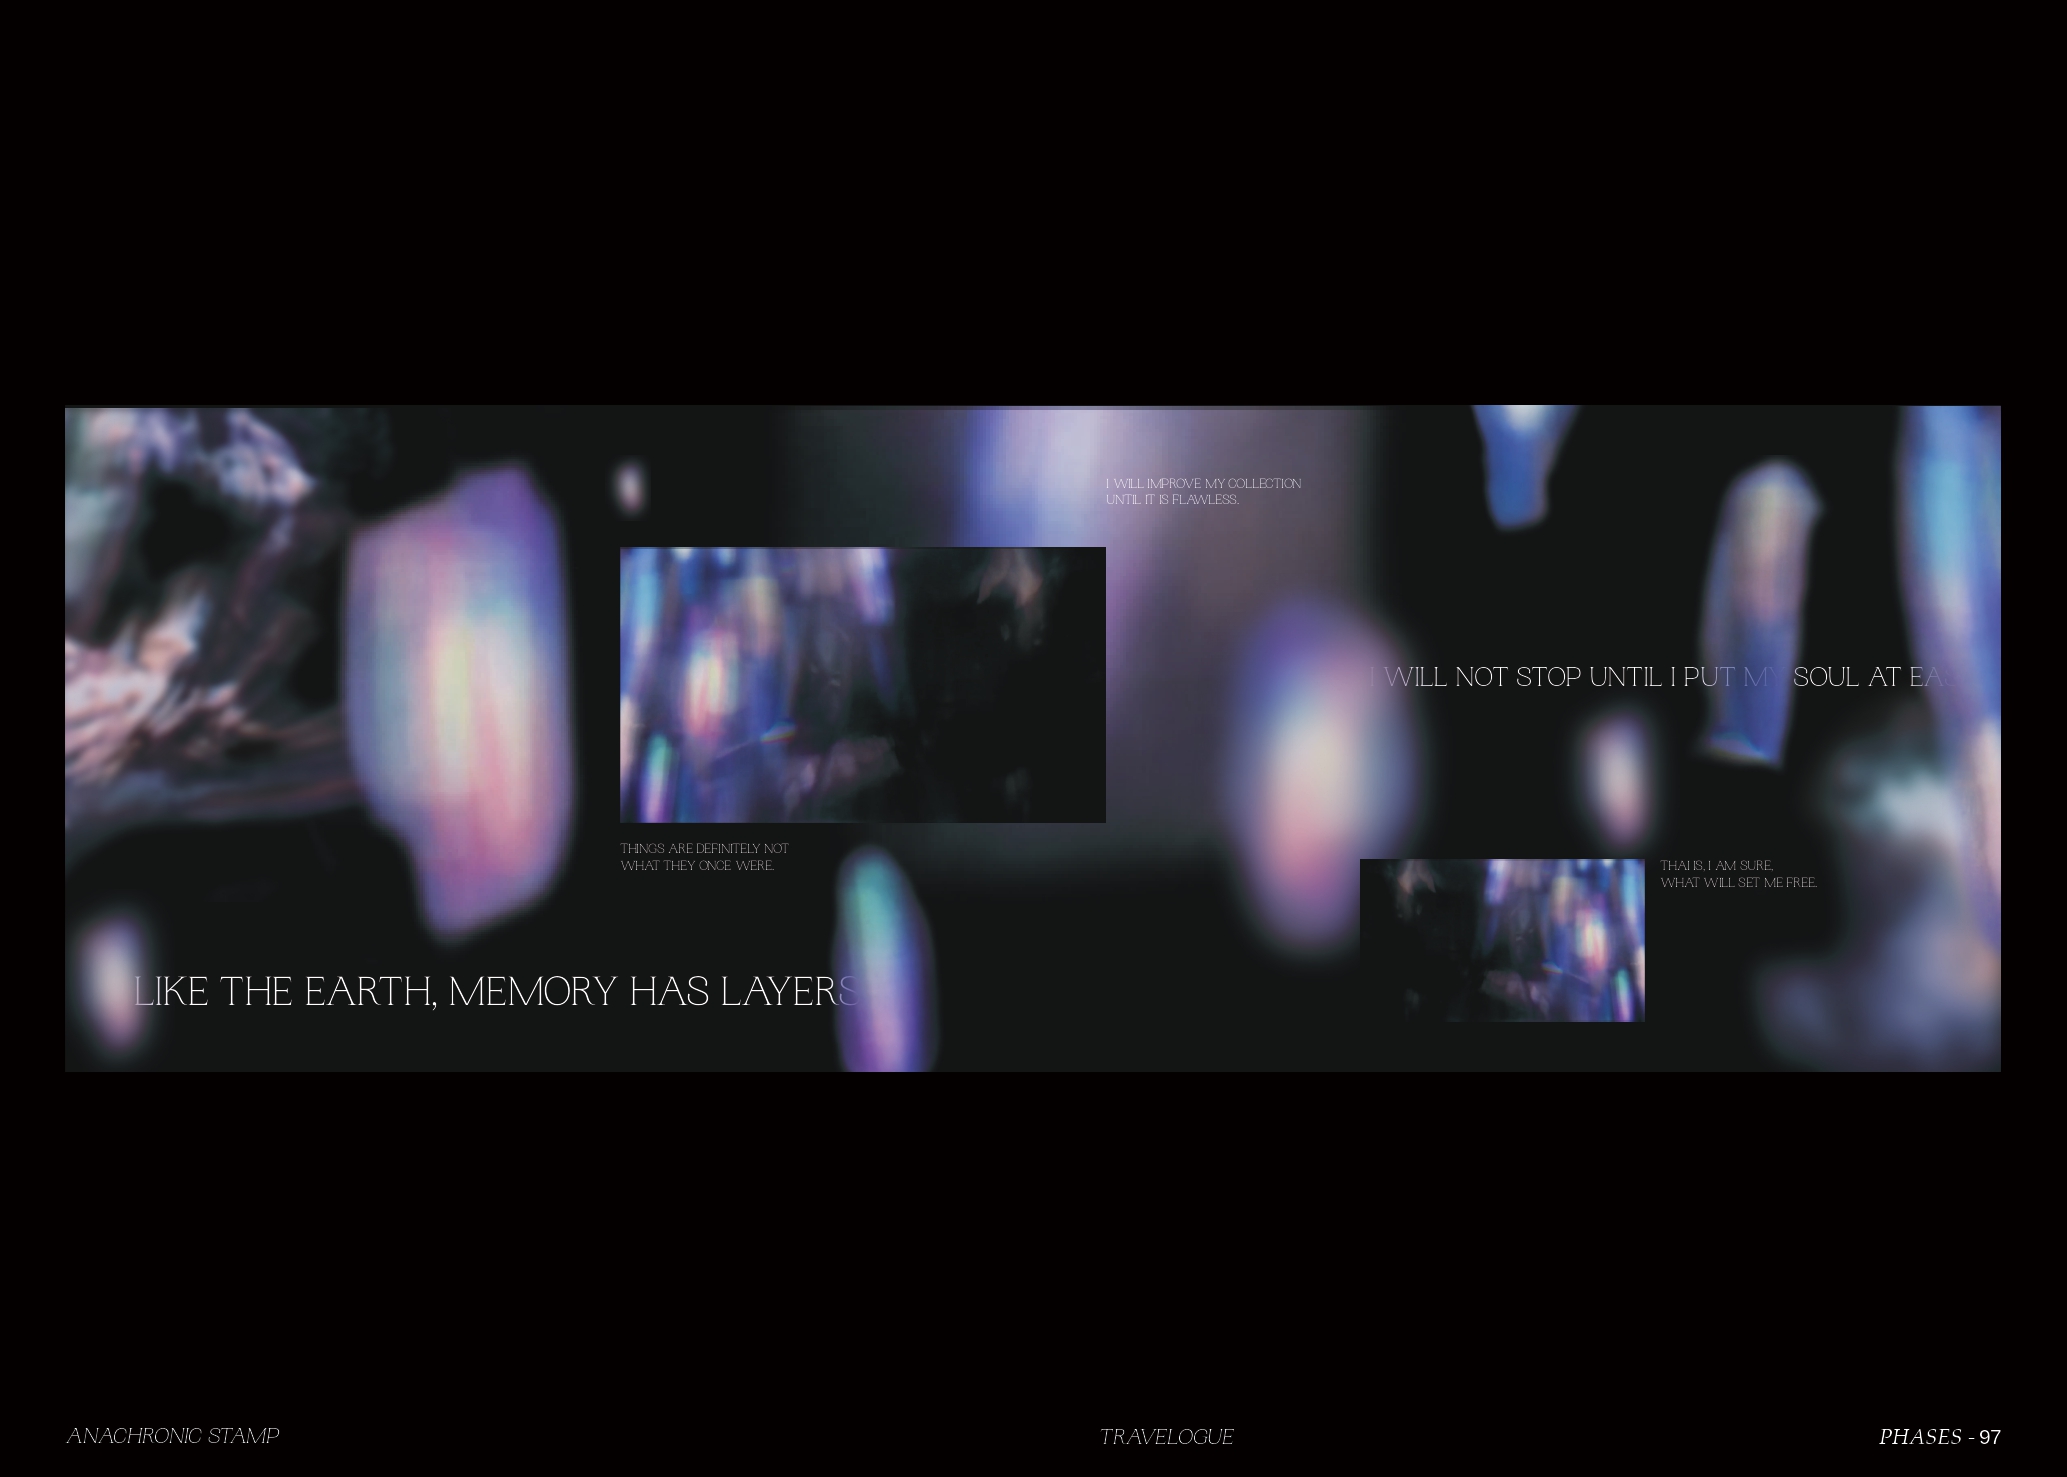 I WILL IMPROVE MY COLLECTION
UNTIL IT IS FLAWLESS.
I WILL NOT STOP UNTIL I PUT MY SOUL AT EAS
THINGS ARE DEFINITELY NOT
WHAT THEY ONCE WERE.
THAT IS, I AM SURE,
WHAT WILL SET ME FREE.
LIKE THE EARTH, MEMORY HAS LAYERS
ANACHRONIC STAMP
TRAVELOGUE
PHASES - 97